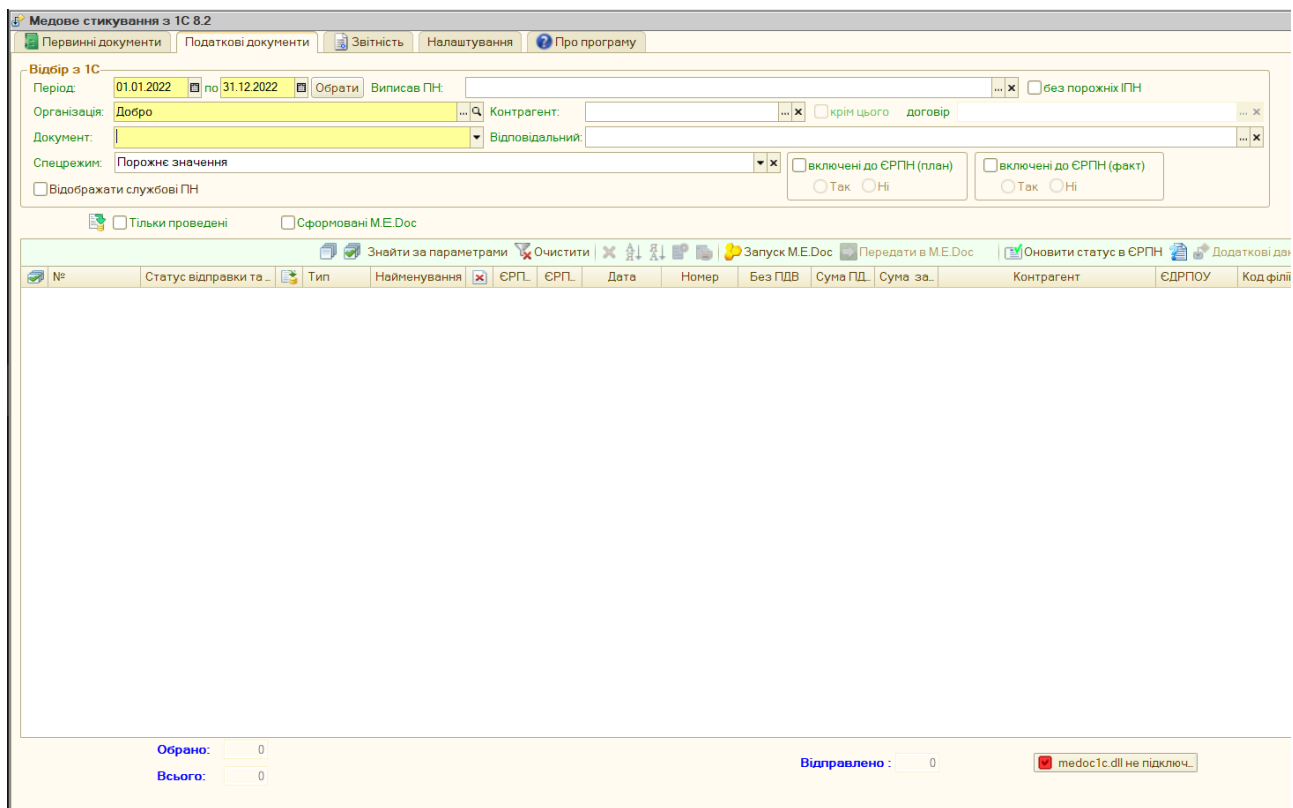 Медове стикування з 1С 8.2
Первинні документи Податкові документи Звітність Налаштування Про програму
Відбір з 1С
Період: 01.01.2022 по 31.12.2022 Обрати Виписав ПН: ... без порожніх ІПН
Організація: Добро ... Контрагент: ... крім цього договір ...
Документ: Відповідальний: ...
Спецрежим: Порожнє значення включені до ЄРПН (план) включені до ЄРПН (факт)
Відображати службові ПН Так Ні Так Ні
Тільки проведені Сформовані M.E.Doc
Знайти за параметрами Очистити Запуск M.E.Doc Передати в M.E.Doc Оновити статус в ЄРПН Додаткові дан
№ Статус відправки та ... Тип Найменування ЄРП... ЄРП... Дата Номер Без ПДВ Сума ПД... Сума за... Контрагент ЄДРПОУ Код філії
Обрано: 0
Відправлено : 0 medoc1c.dll не підключ...
Всього: 0